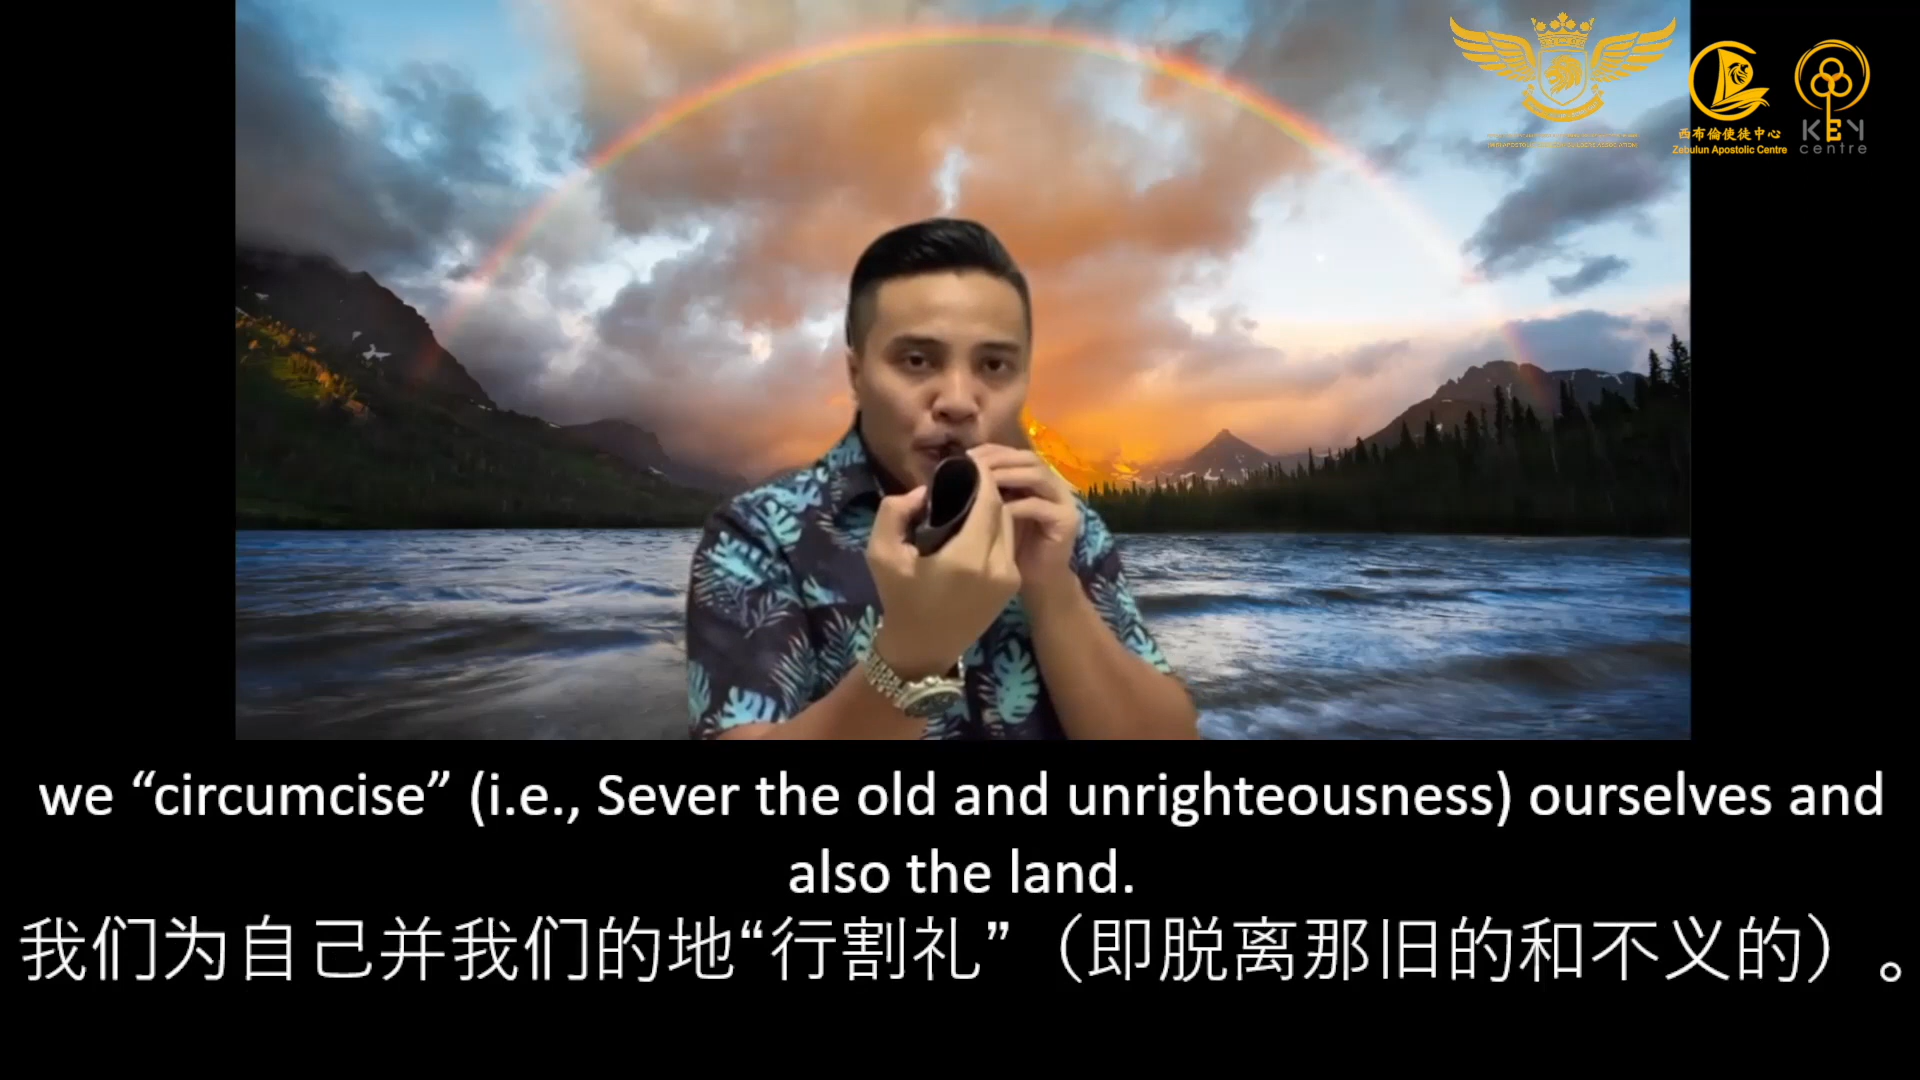 西布倫使徒中心
Zebulun Apostolic Centre
KEY
centre
we “circumcise” (i.e., Sever the old and unrighteousness) ourselves and
also the land.
我们为自己并我们的地“行割礼”（即脱离那旧的和不义的）。